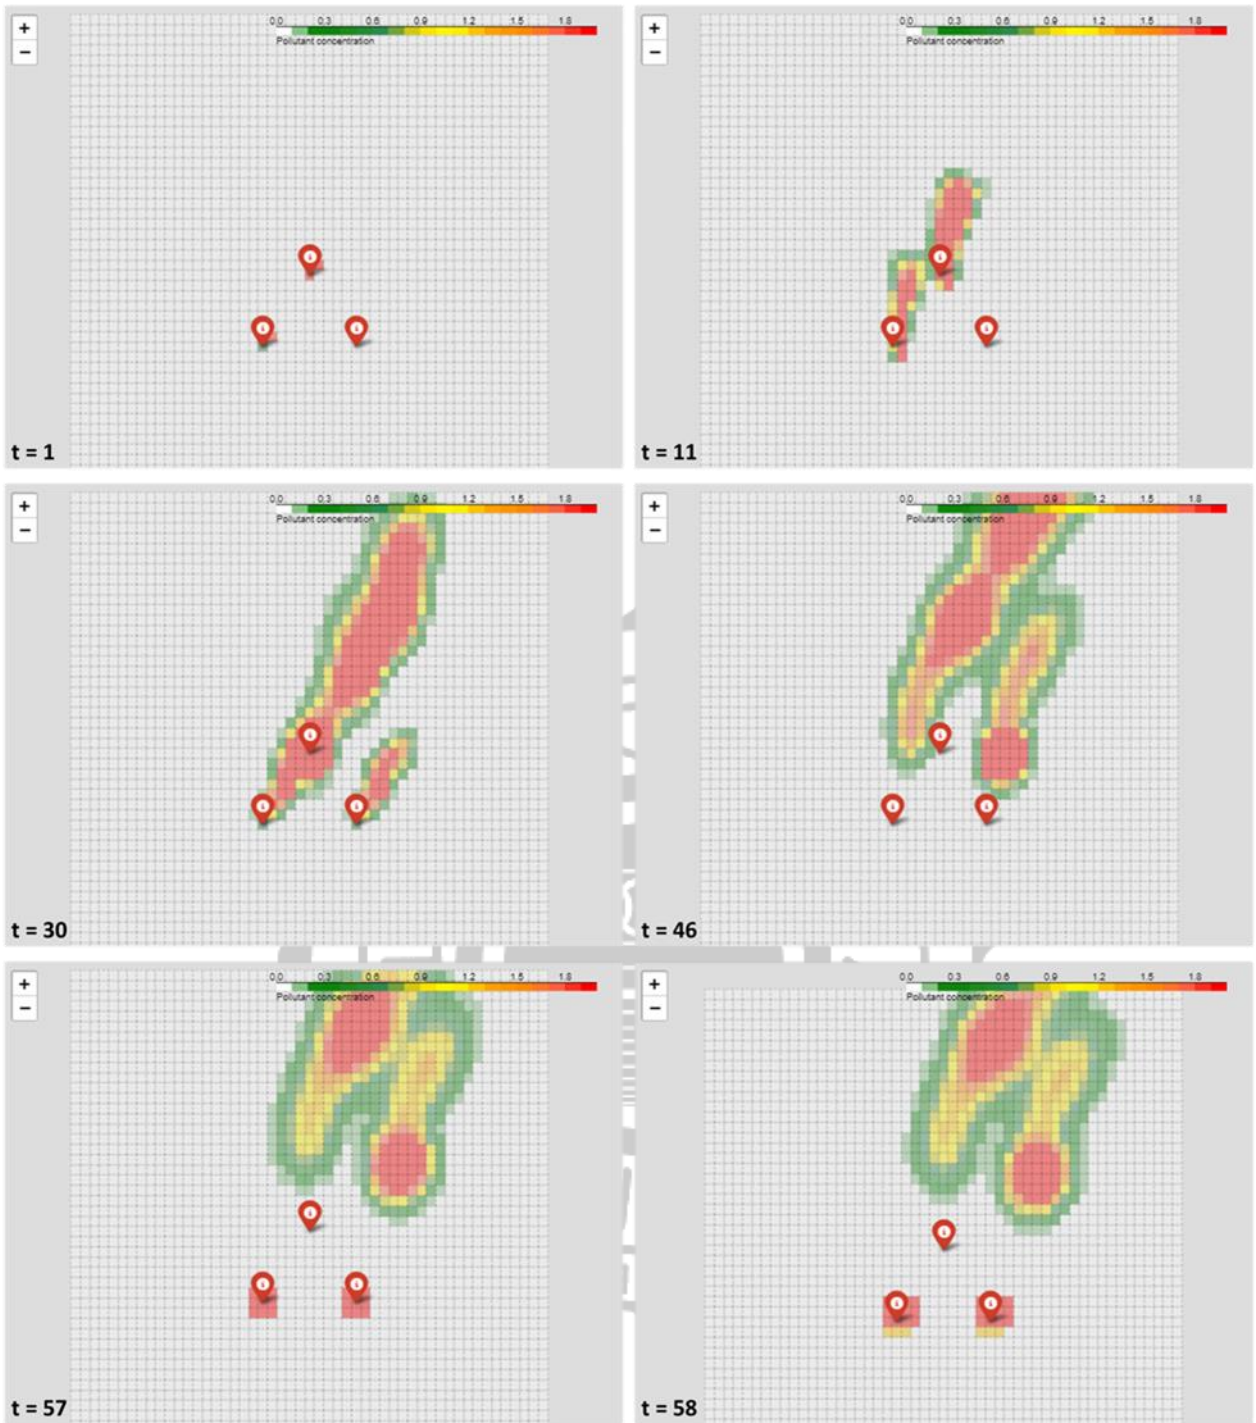 +
−
0.0 0.3 0.6 0.9 1.2 1.5 1.8
Pollutant concentration
t = 1
+
−
0.0 0.3 0.6 0.9 1.2 1.5 1.8
Pollutant concentration
t = 11
+
−
0.0 0.3 0.6 0.9 1.2 1.5 1.8
Pollutant concentration
t = 30
+
−
0.0 0.3 0.6 0.9 1.2 1.5 1.8
Pollutant concentration
t = 46
+
−
0.0 0.3 0.6 0.9 1.2 1.5 1.8
Pollutant concentration
t = 57
+
−
0.0 0.3 0.6 0.9 1.2 1.5 1.8
Pollutant concentration
t = 58